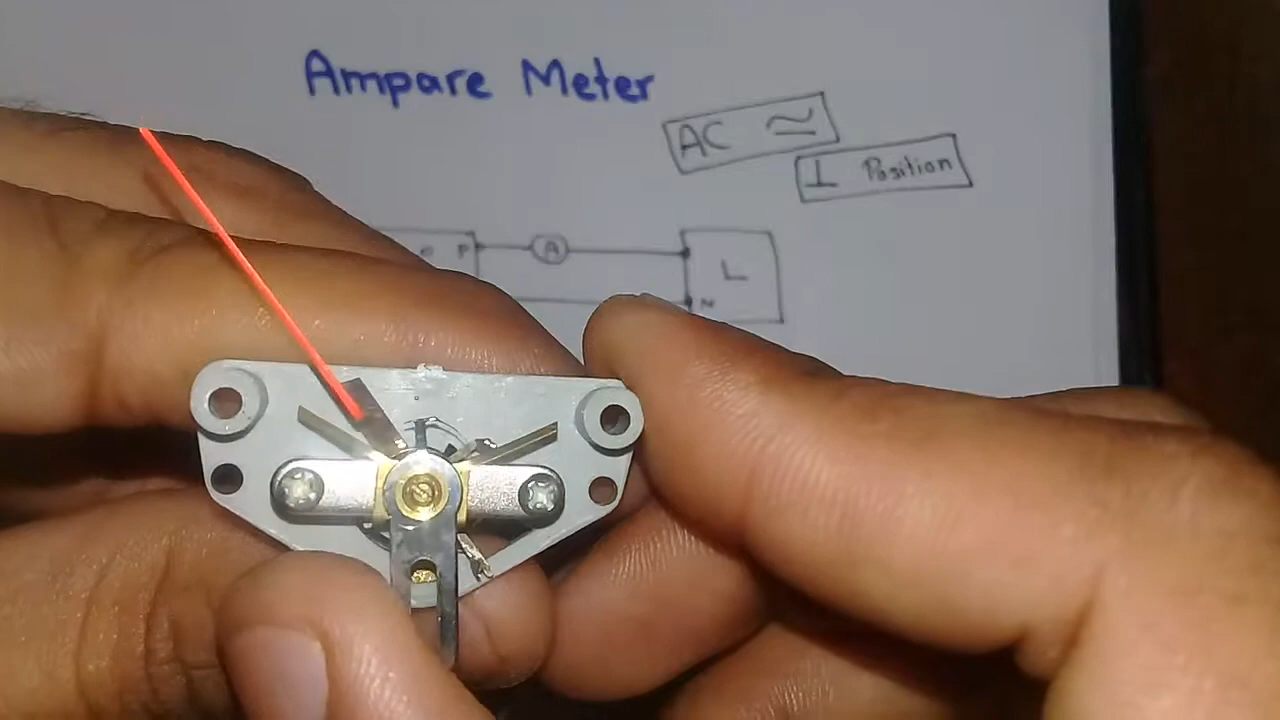 Ampare Meter
AC ≃
⊥ Position
P
A
L
N